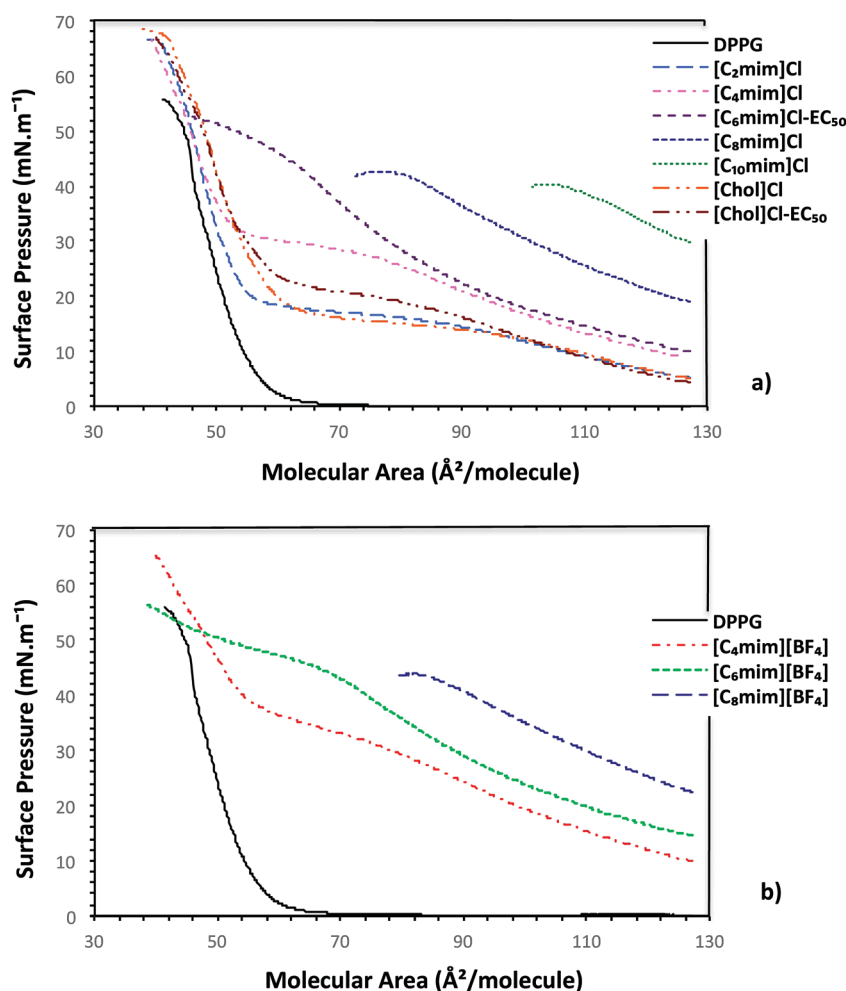 70
60
50
40
30
20
10
0
Surface Pressure (mN.m⁻¹)
DPPG
[C₂mim]Cl
[C₄mim]Cl
[C₆mim]Cl-EC₅₀
[C₈mim]Cl
[C₁₀mim]Cl
[Chol]Cl
[Chol]Cl-EC₅₀
a)
30 50 70 90 110 130
Molecular Area (Å²/molecule)
70
60
50
40
30
20
10
0
Surface Pressure (mN.m⁻¹)
DPPG
[C₄mim][BF₄]
[C₆mim][BF₄]
[C₈mim][BF₄]
b)
30 50 70 90 110 130
Molecular Area (Å²/molecule)